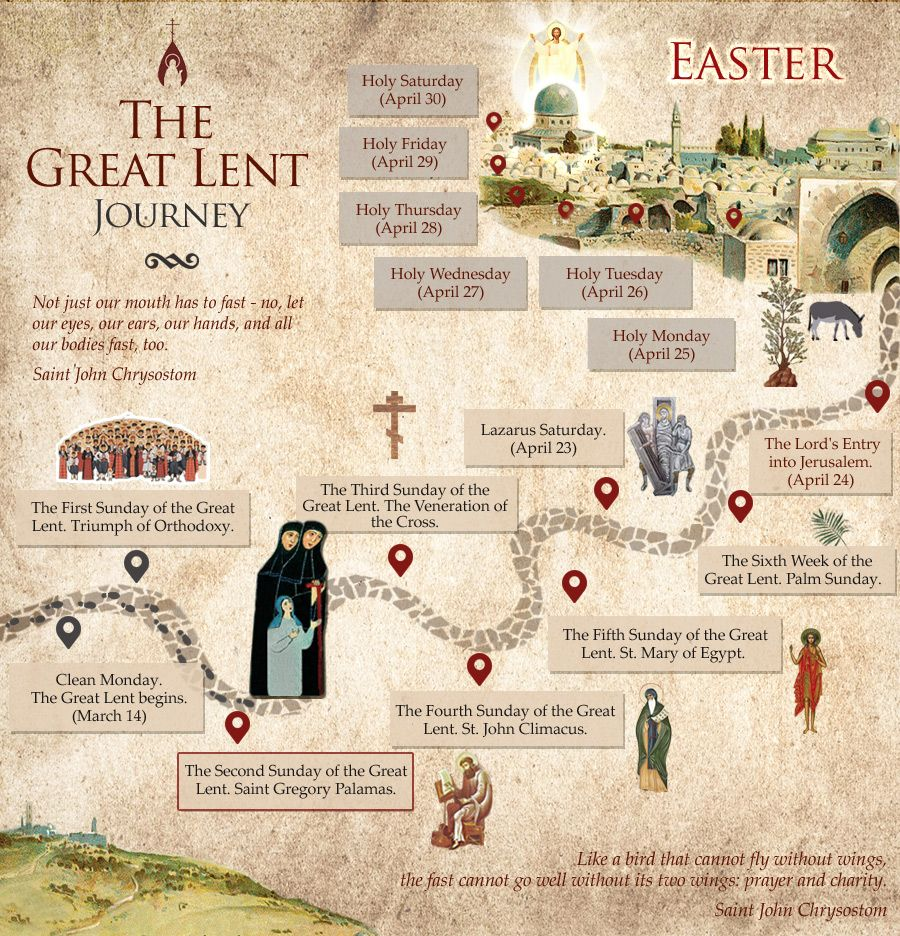 THE
GREAT LENT
JOURNEY
Not just our mouth has to fast - no, let
our eyes, our ears, our hands, and all
our bodies fast, too.
Saint John Chrysostom
EASTER
Holy Saturday
(April 30)
Holy Friday
(April 29)
Holy Thursday
(April 28)
Holy Wednesday
(April 27)
Holy Tuesday
(April 26)
Holy Monday
(April 25)
Lazarus Saturday.
(April 23)
The Lord's Entry
into Jerusalem.
(April 24)
The First Sunday of the Great
Lent. Triumph of Orthodoxy.
The Third Sunday of the
Great Lent. The Veneration of
the Cross.
The Sixth Week of the
Great Lent. Palm Sunday.
The Fifth Sunday of the Great
Lent. St. Mary of Egypt.
Clean Monday.
The Great Lent begins.
(March 14)
The Fourth Sunday of the Great
Lent. St. John Climacus.
The Second Sunday of the Great
Lent. Saint Gregory Palamas.
Like a bird that cannot fly without wings,
the fast cannot go well without its two wings: prayer and charity.
Saint John Chrysostom